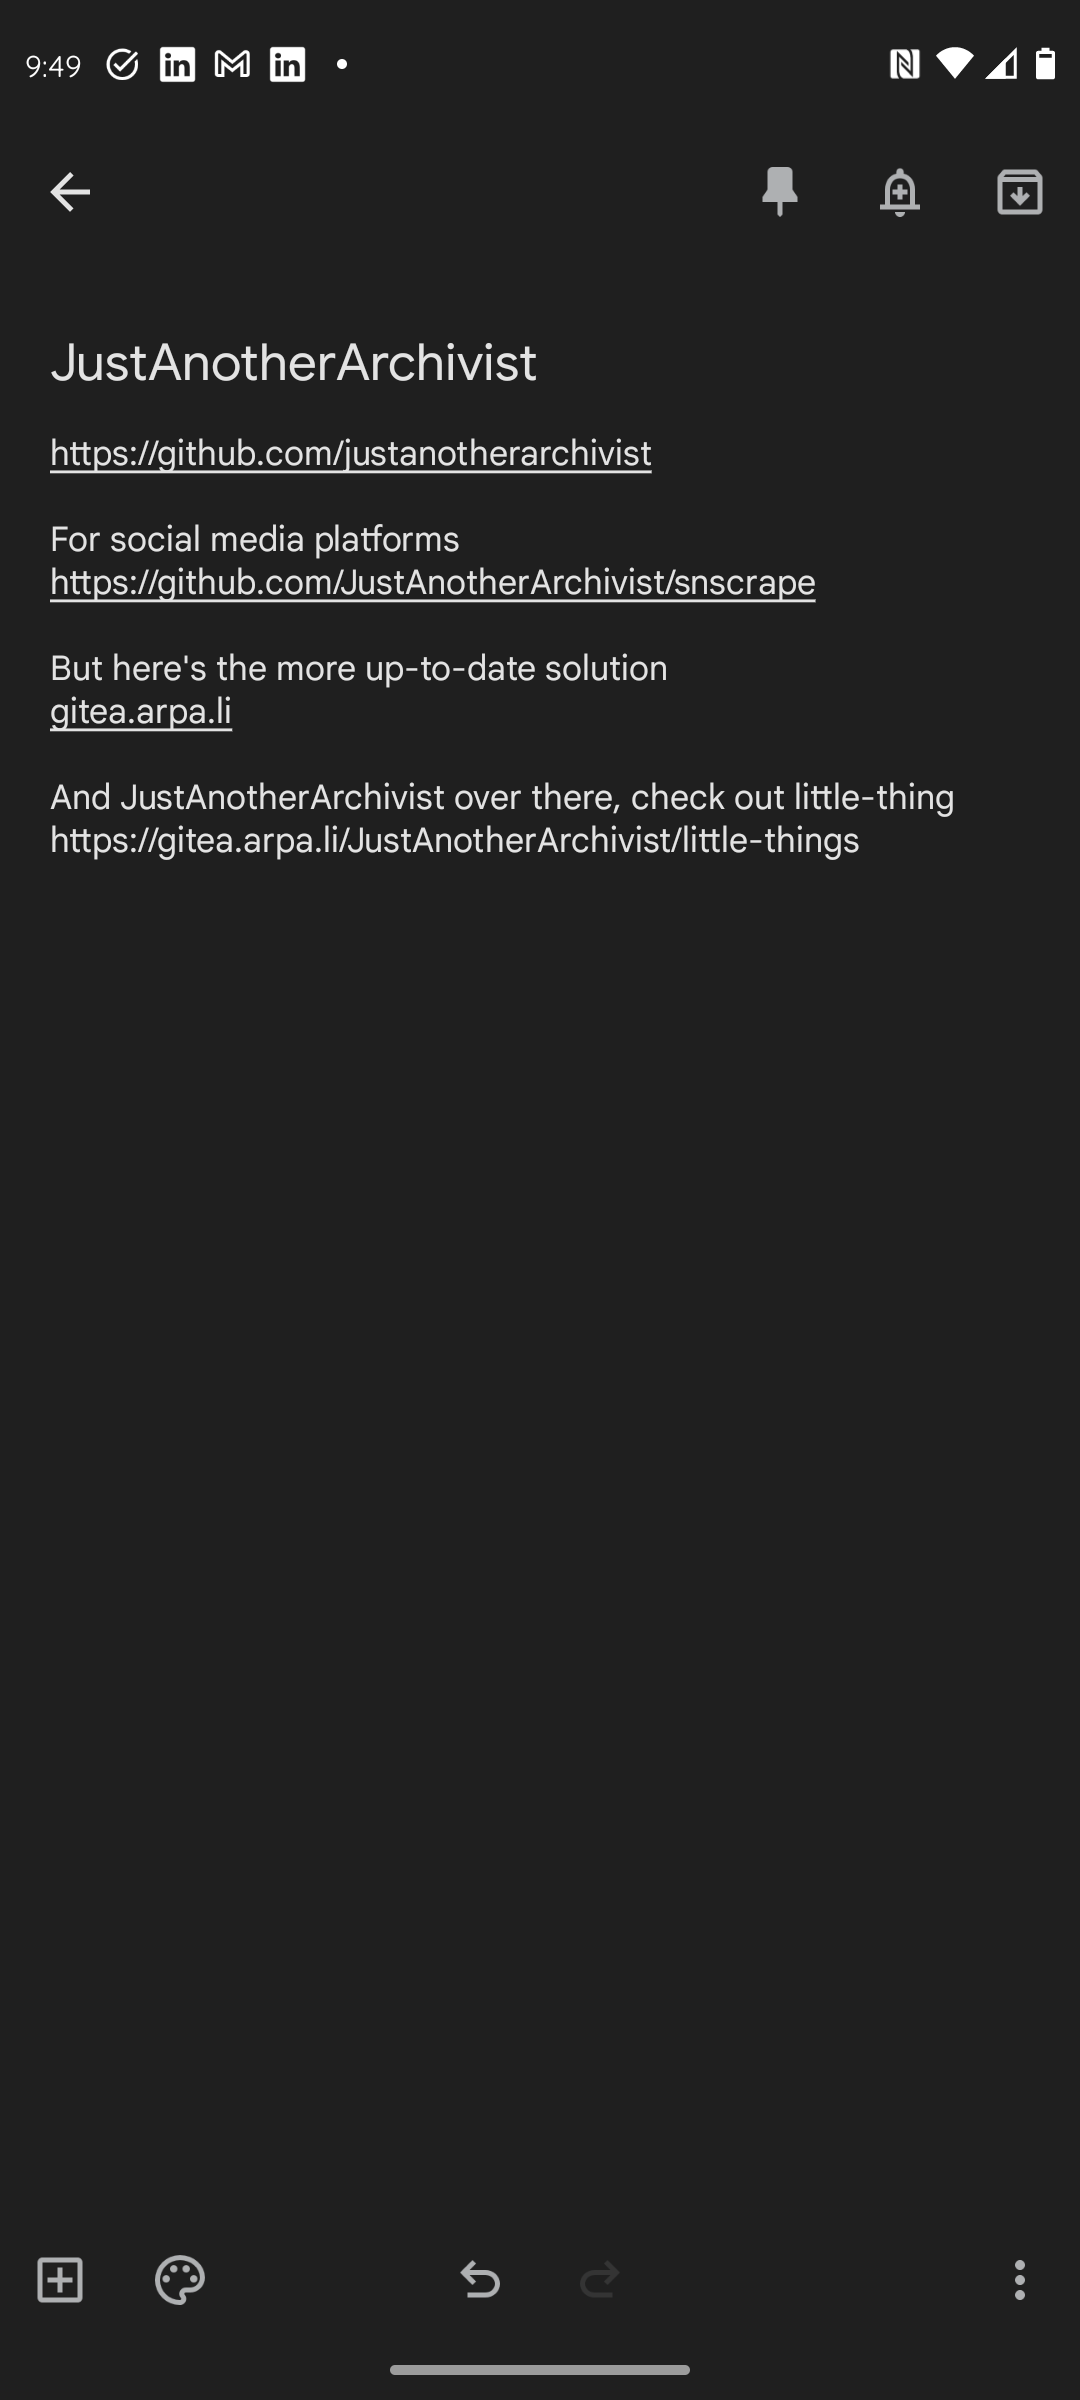 9:49
JustAnotherArchivist
https://github.com/justanotherarchivist
For social media platforms
https://github.com/JustAnotherArchivist/snscrape
But here's the more up-to-date solution
gitea.arpa.li
And JustAnotherArchivist over there, check out little-thing
https://gitea.arpa.li/JustAnotherArchivist/little-things